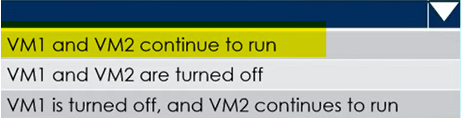 VM1 and VM2 continue to run
VM1 and VM2 are turned off
VM1 is turned off, and VM2 continues to run